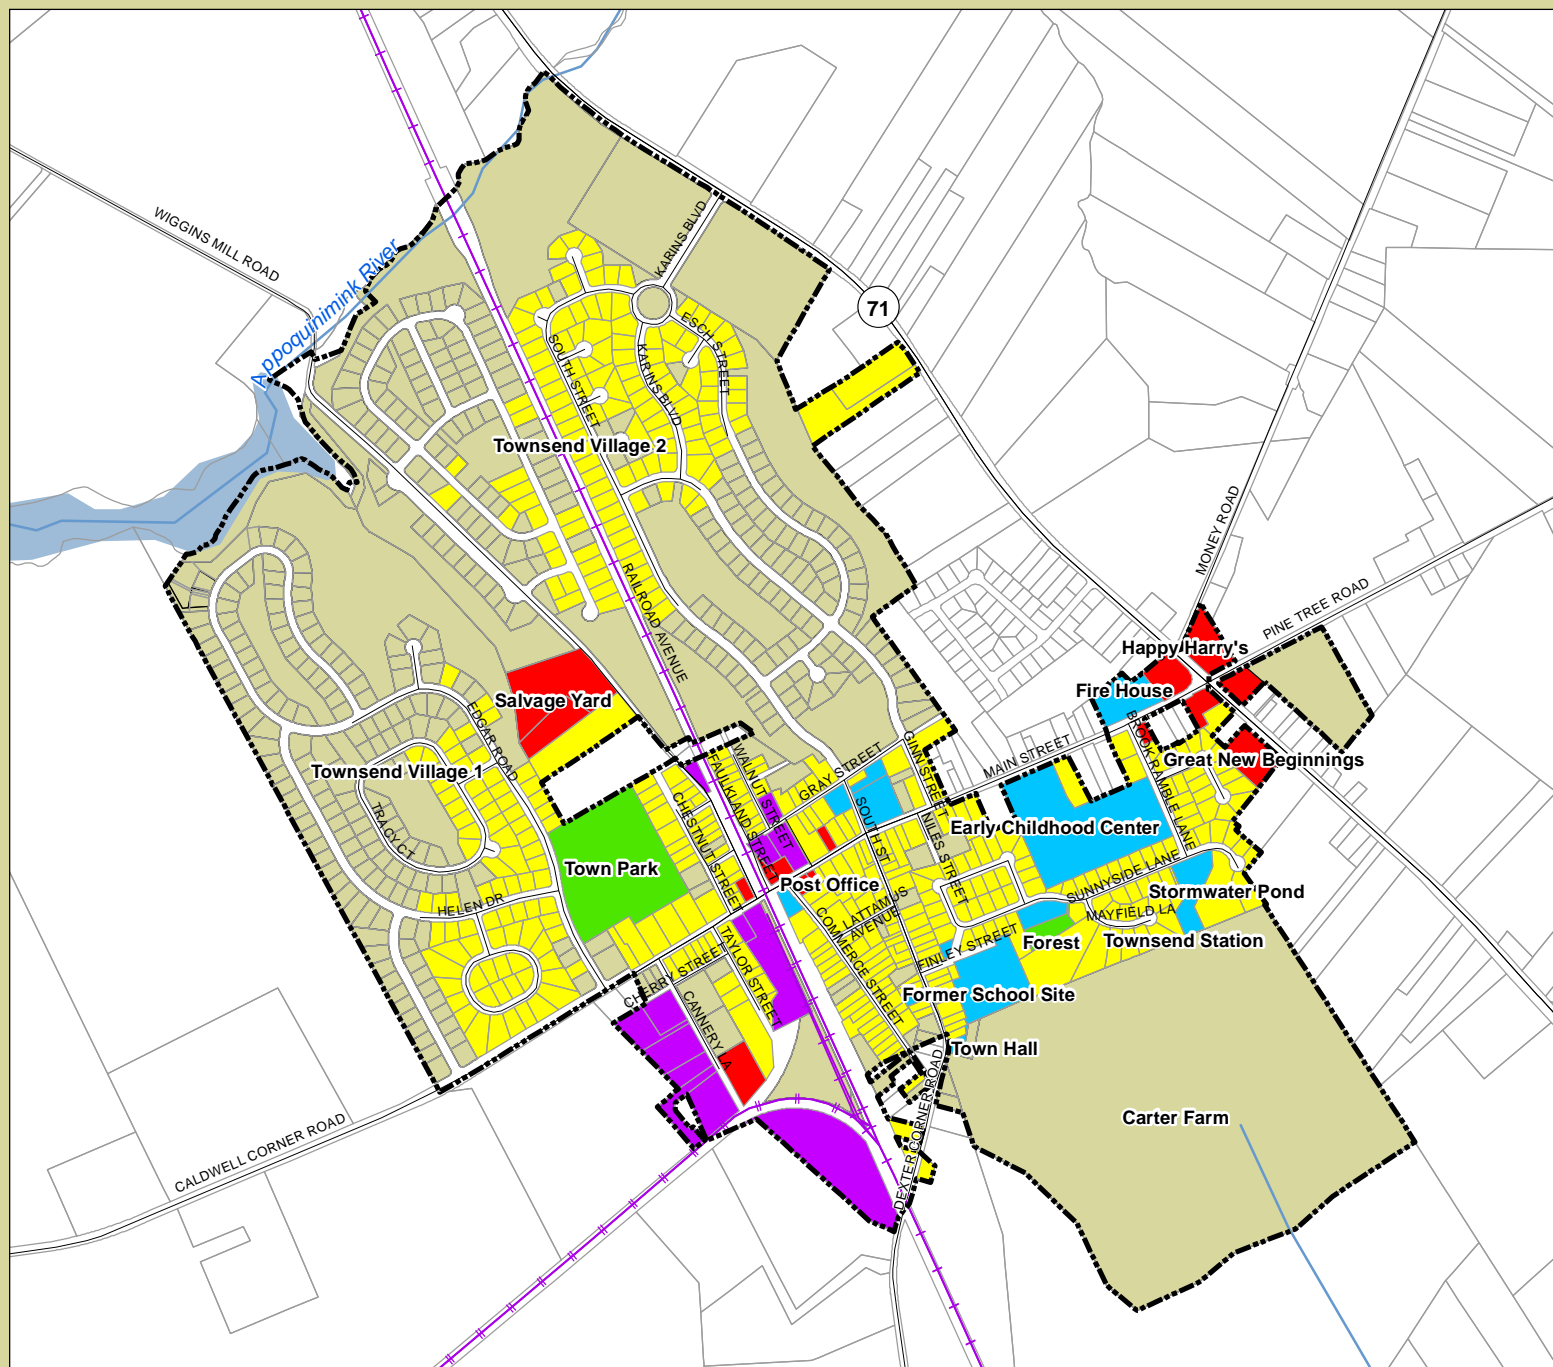 WIGGINS MILL ROAD
Appoquinimink River
KARINS BLVD
71
ESCH STREET
SOUTH STREET
KARINS BLVD
Townsend Village 2
MONEY ROAD
RAILROAD AVENUE
PINE TREE ROAD
Happy Harry's
Fire House
Salvage Yard
EDGAR ROAD
BROOK RAMBLE LANE
GINN STREET
MAIN STREET
Great New Beginnings
Townsend Village 1
WALNUT STREET
FAULKLAND STREET
GRAY STREET
CHESTNUT STREET
SOUTH ST
NILES STREET
TRACY CT
Early Childhood Center
Town Park
Post Office
SUNNYSIDE LANE
Stormwater Pond
HELEN DR
LATTAMUS
AVENUE
MAYFIELD LA
COMMERCE STREET
FINLEY STREET
Forest
Townsend Station
TAYLOR STREET
CHERRY STREET
CANNERY LA
Former School Site
Town Hall
DEXTER CORNER ROAD
Carter Farm
CALDWELL CORNER ROAD